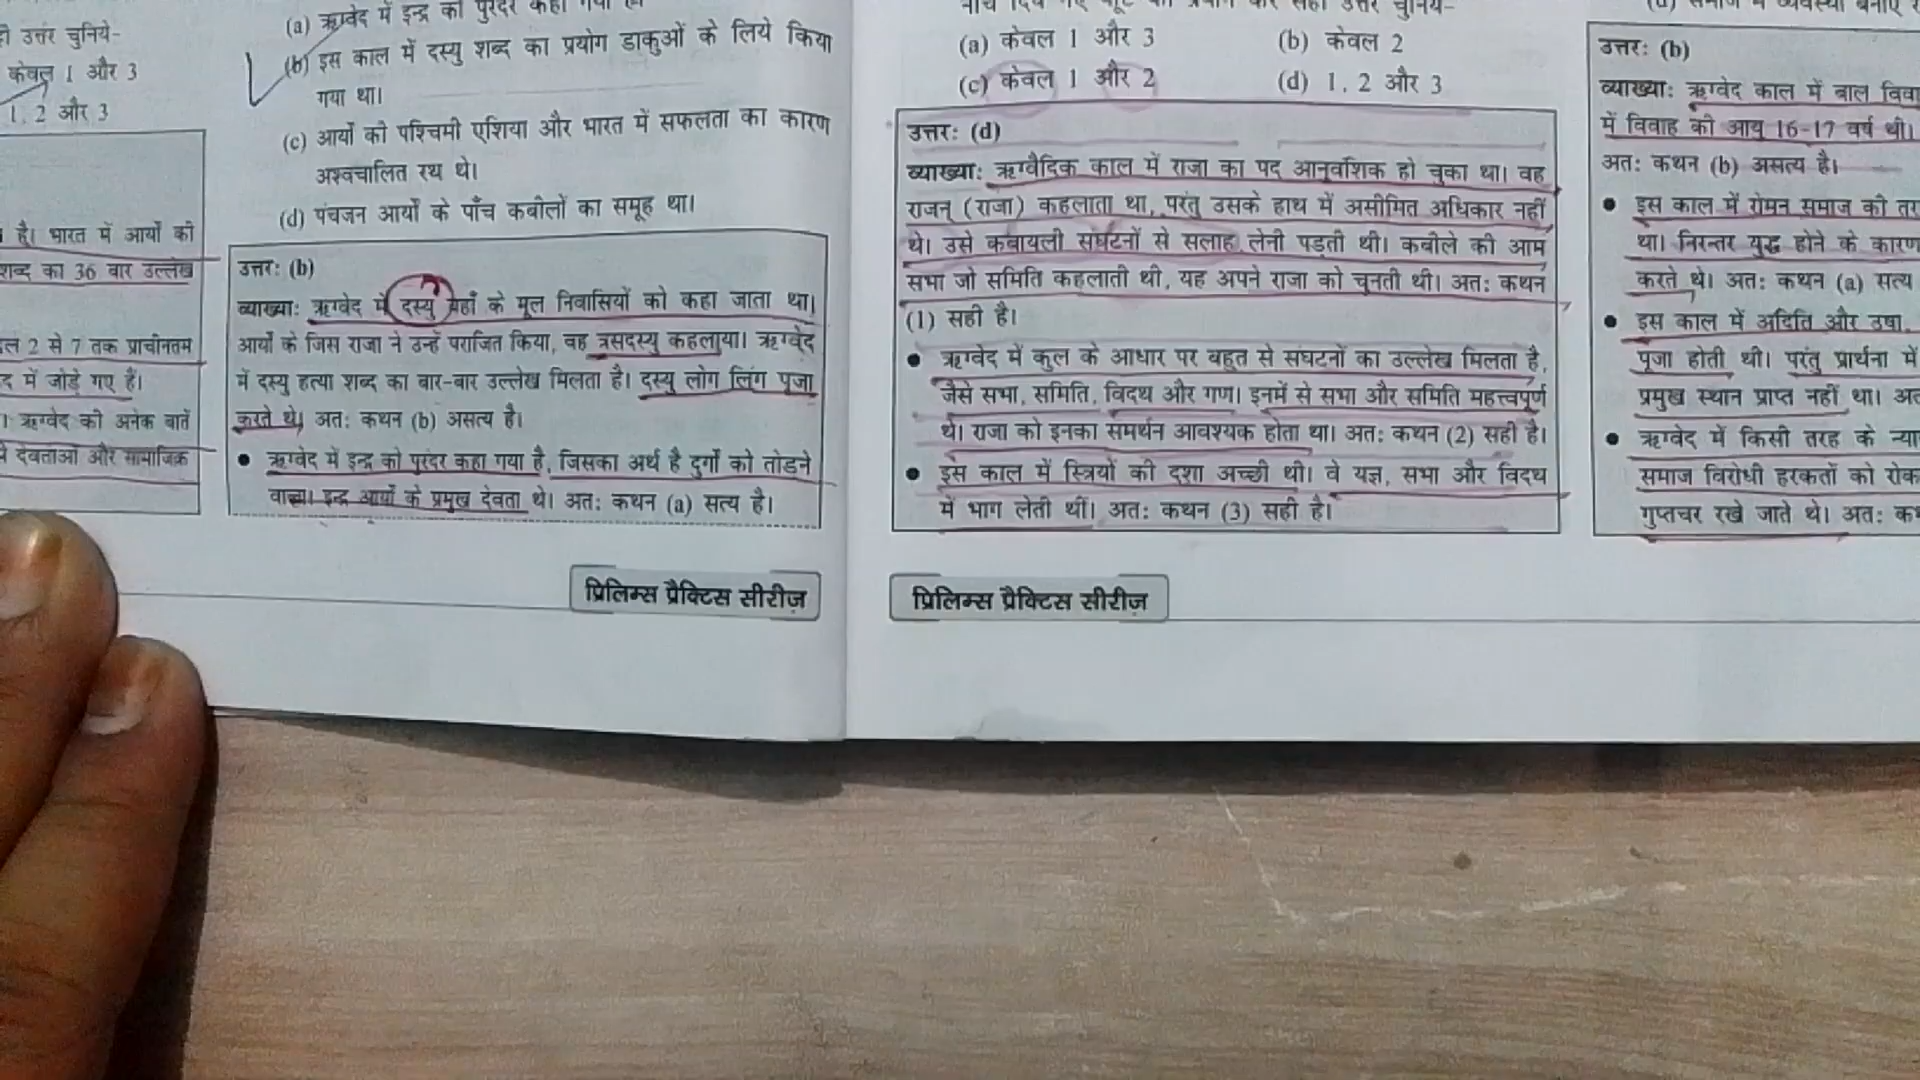 उत्तर चुनिये-
केवल 1 और 3
1, 2 और 3
है। भारत में आर्यों की
शब्द का 36 बार उल्लेख
2 से 7 तक प्राचीनतम
में जोड़े गए हैं।
ऋग्वेद की अनेक बातें
देवताओं और सामाजिक
(a) ऋग्वेद में इन्द्र को पुरंदर कहा गया है।
(b) इस काल में दस्यु शब्द का प्रयोग डाकुओं के लिये किया
गया था।
(c) आर्यों की पश्चिमी एशिया और भारत में सफलता का कारण
अश्वचालित रथ थे।
(d) पंचजन आर्यों के पाँच कबीलों का समूह था।
उत्तर: (b)
व्याख्या: ऋग्वेद में दस्यु यहाँ के मूल निवासियों को कहा जाता था।
आर्यों के जिस राजा ने उन्हें पराजित किया, वह त्रसदस्यु कहलाया। ऋग्वेद
में दस्यु हत्या शब्द का बार-बार उल्लेख मिलता है। दस्यु लोग लिंग पूजा
करते थे। अत: कथन (b) असत्य है।
● ऋग्वेद में इन्द्र को पुरंदर कहा गया है, जिसका अर्थ है दुर्गों को तोड़ने
वाला। इन्द्र आर्यों के प्रमुख देवता थे। अत: कथन (a) सत्य है।
प्रिलिम्स प्रैक्टिस सीरीज़
नीचे दिये गए कूट का प्रयोग कर सही उत्तर चुनिये-
(a) केवल 1 और 3 (b) केवल 2
(c) केवल 1 और 2 (d) 1, 2 और 3
उत्तर: (d)
व्याख्या: ऋग्वैदिक काल में राजा का पद आनुवंशिक हो चुका था। वह
राजन् (राजा) कहलाता था, परंतु उसके हाथ में असीमित अधिकार नहीं
थे। उसे कबायली संघटनों से सलाह लेनी पड़ती थी। कबीले की आम
सभा जो समिति कहलाती थी, यह अपने राजा को चुनती थी। अत: कथन
(1) सही है।
● ऋग्वेद में कुल के आधार पर बहुत से संघटनों का उल्लेख मिलता है,
जैसे सभा, समिति, विदथ और गण। इनमें से सभा और समिति महत्त्वपूर्ण
थे। राजा को इनका समर्थन आवश्यक होता था। अत: कथन (2) सही है।
● इस काल में स्त्रियों की दशा अच्छी थी। वे यज्ञ, सभा और विदथ
में भाग लेती थीं। अत: कथन (3) सही है।
प्रिलिम्स प्रैक्टिस सीरीज़
(d) समाज में व्यवस्था बनाए
उत्तर: (b)
व्याख्या: ऋग्वेद काल में बाल
में विवाह की आयु 16-17 वर्ष थी।
अत: कथन (b) असत्य है।
● इस काल में रोमन समाज की
था। निरन्तर युद्ध होने के कारण
करते थे। अत: कथन (a) सत्य
● इस काल में अदिति और उषा
पूजा होती थी। परंतु प्रार्थना में
प्रमुख स्थान प्राप्त नहीं था।
● ऋग्वेद में किसी तरह के
समाज विरोधी हरकतों को
गुप्तचर रखे जाते थे। अत: